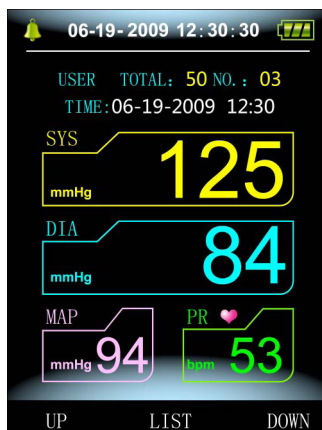 06-19-2009 12:30:30
USER TOTAL: 50 NO.: 03
TIME:06-19-2009 12:30
SYS
mmHg 125
DIA
mmHg 84
MAP PR
mmHg 94 bpm 53
UP LIST DOWN